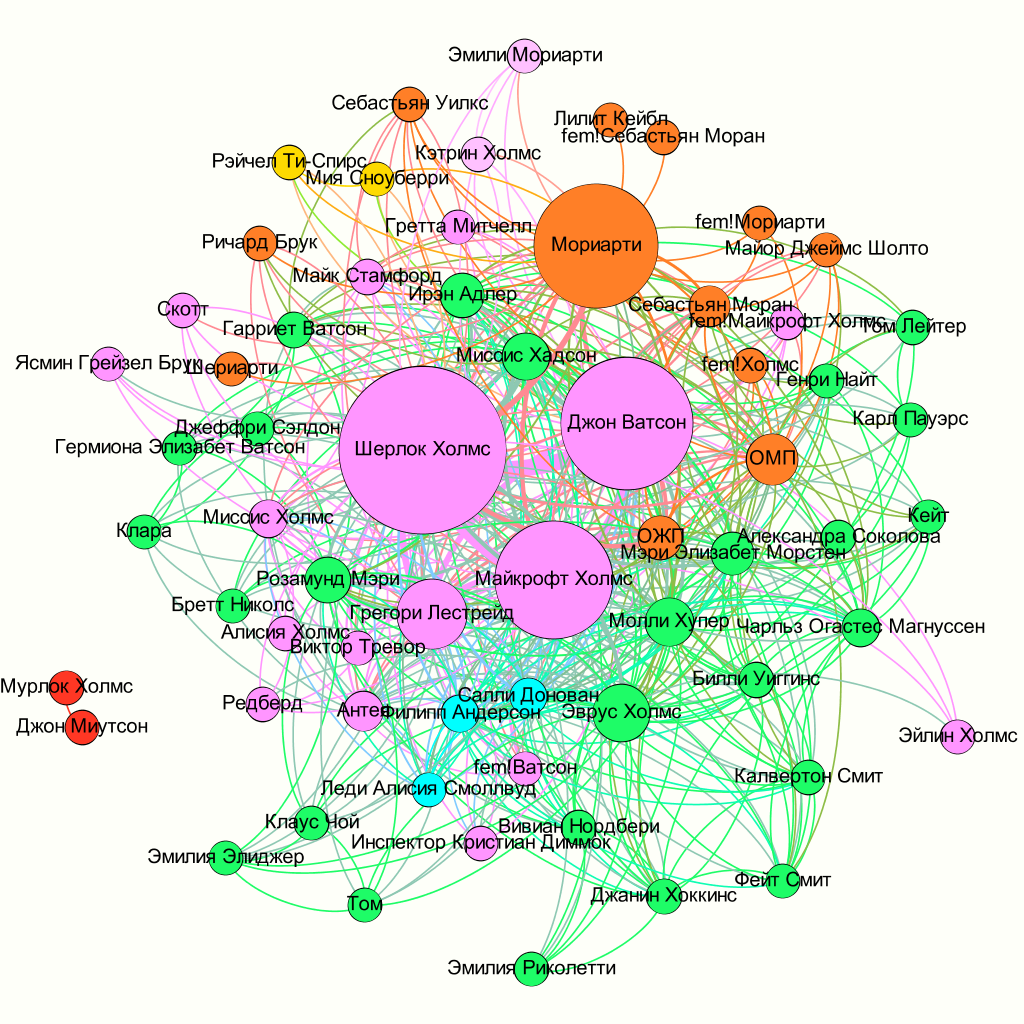 Эмили Мориарти
Себастьян Уилкс
Лилит Кейбл
fem!Себастьян Моран
Кэтрин Холмс
Рэйчел Ти-Спирс
Мия Сноуберри
Гретта Митчелл
fem!Мориарти
Ричард Брук
Мориарти
Майор Джеймс Шолто
Майк Стамфорд
Ирэн Адлер
Себастьян Моран
Скотт
fem!Майкрофт Холмс
Том Лейтер
Гарриет Ватсон
Миссис Хадсон
Ясмин Грейзел Брук
Шериарти
fem!Холмс
Генри Найт
Карл Пауэрс
Джон Ватсон
Джеффри Сэлдон
Гермиона Элизабет Ватсон
Шерлок Холмс
ОМП
Миссис Холмс
Кейт
Клара
ОЖП
Александра Соколова
Мэри Элизабет Морстен
Розамунд Мэри
Майкрофт Холмс
Бретт Николс
Грегори Лестрейд
Молли Хупер
Чарльз Огастес Магнуссен
Алисия Холмс
Виктор Тревор
Мурлок Холмс
Билли Уиггинс
Редберд
Салли Донован
Антея
Филипп Андерсон
Эврус Холмс
Джон Миутсон
Эйлин Холмс
fem!Ватсон
Калвертон Смит
Леди Алисия Смоллвуд
Клаус Чой
Вивиан Нордбери
Инспектор Кристиан Диммок
Эмилия Элиджер
Фейт Смит
Джанин Хоккинс
Том
Эмилия Риколетти